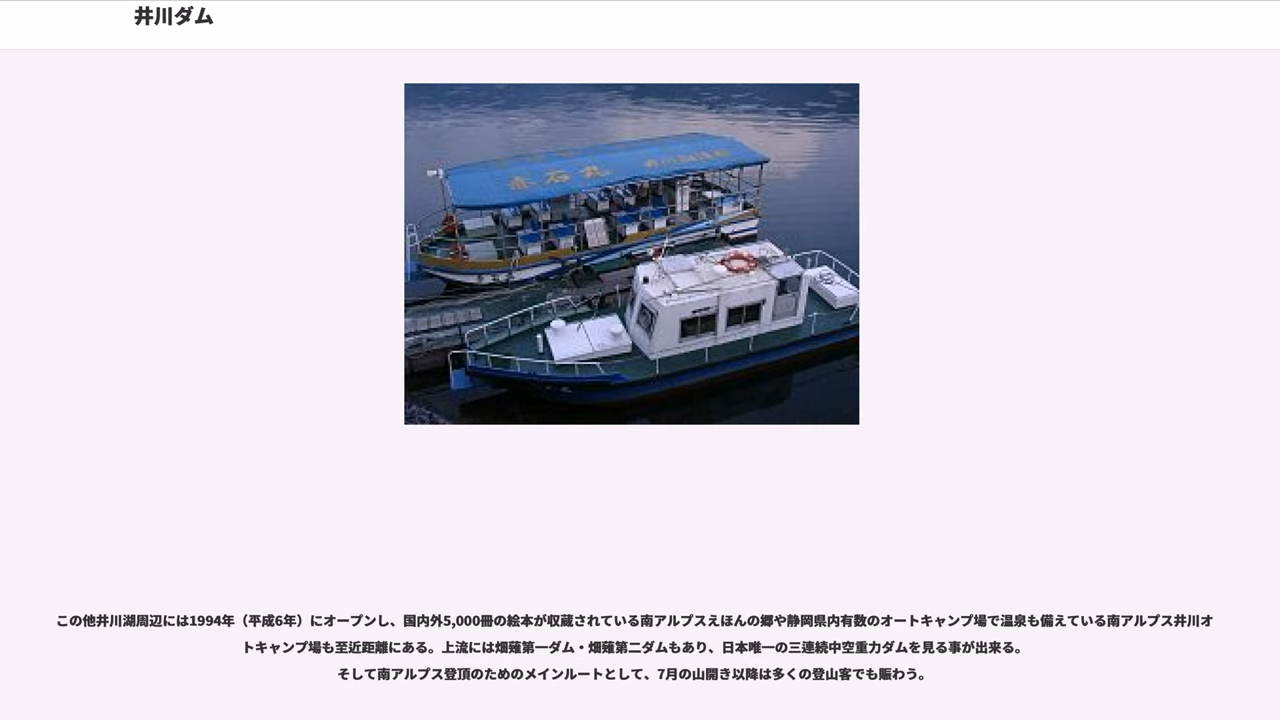 井川ダム
赤石丸
この他井川湖周辺には1994年（平成6年）にオープンし、国内外5,000冊の絵本が収蔵されている南アルプスえほんの郷や静岡県内有数のオートキャンプ場で温泉も備えている南アルプス井川オ
トキャンプ場も至近距離にある。上流には畑薙第一ダム・畑薙第二ダムもあり、日本唯一の三連続中空重力ダムを見る事が出来る。
そして南アルプス登頂のためのメインルートとして、7月の山開き以降は多くの登山客でも賑わう。